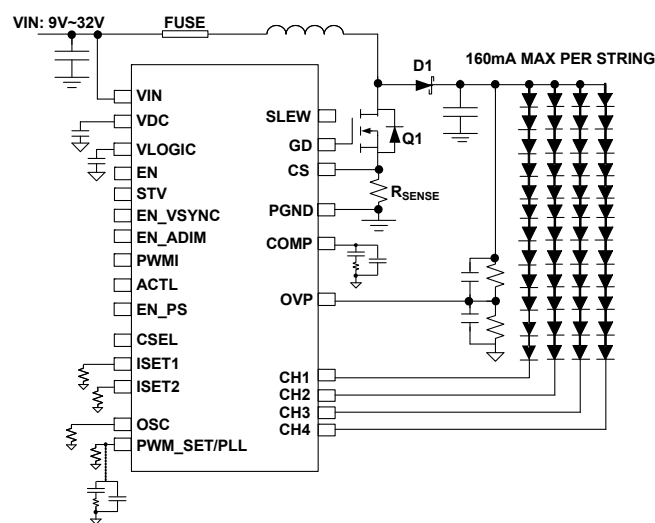 VIN: 9V~32V
FUSE
D1
160mA MAX PER STRING
VIN
VDC
VLOGIC
EN
STV
EN_VSYNC
EN_ADIM
PWMI
ACTL
EN_PS
CSEL
ISET1
ISET2
OSC
PWM_SET/PLL
SLEW
GD
Q1
CS
RSENSE
PGND
COMP
OVP
CH1
CH2
CH3
CH4